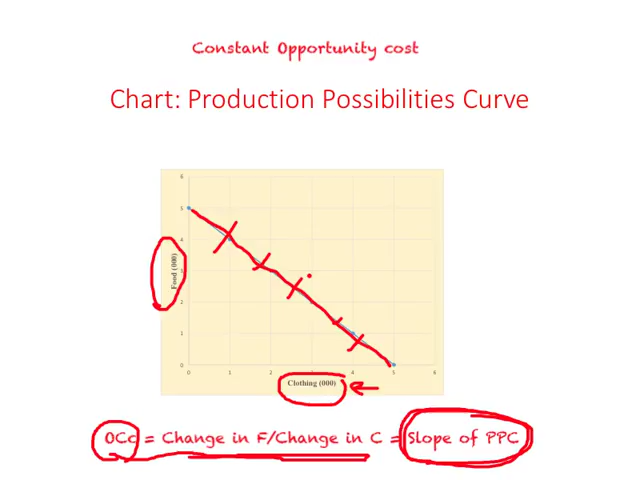 Constant Opportunity cost
Chart: Production Possibilities Curve
6
5
4
3
2
1
0
0 1 2 3 4 5 6
Food (000)
Clothing (000)
OCc = Change in F/Change in C = Slope of PPC